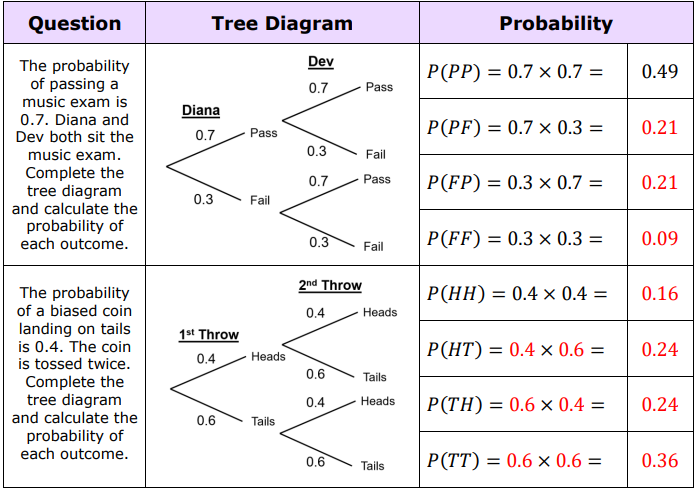 Question
Tree Diagram
Probability
The probability
of passing a
music exam is
0.7. Diana and
Dev both sit the
music exam.
Complete the
tree diagram
and calculate the
probability of
each outcome.
Diana
0.7
Pass
0.3
Fail
Dev
0.7
Pass
0.3
Fail
0.7
Pass
0.3
Fail
P(PP) = 0.7 × 0.7 = 0.49
P(PF) = 0.7 × 0.3 = 0.21
P(FP) = 0.3 × 0.7 = 0.21
P(FF) = 0.3 × 0.3 = 0.09
The probability
of a biased coin
landing on tails
is 0.4. The coin
is tossed twice.
Complete the
tree diagram
and calculate the
probability of
each outcome.
1st Throw
0.4
Heads
0.6
Tails
2nd Throw
0.4
Heads
0.6
Tails
0.4
Heads
0.6
Tails
P(HH) = 0.4 × 0.4 = 0.16
P(HT) = 0.4 × 0.6 = 0.24
P(TH) = 0.6 × 0.4 = 0.24
P(TT) = 0.6 × 0.6 = 0.36